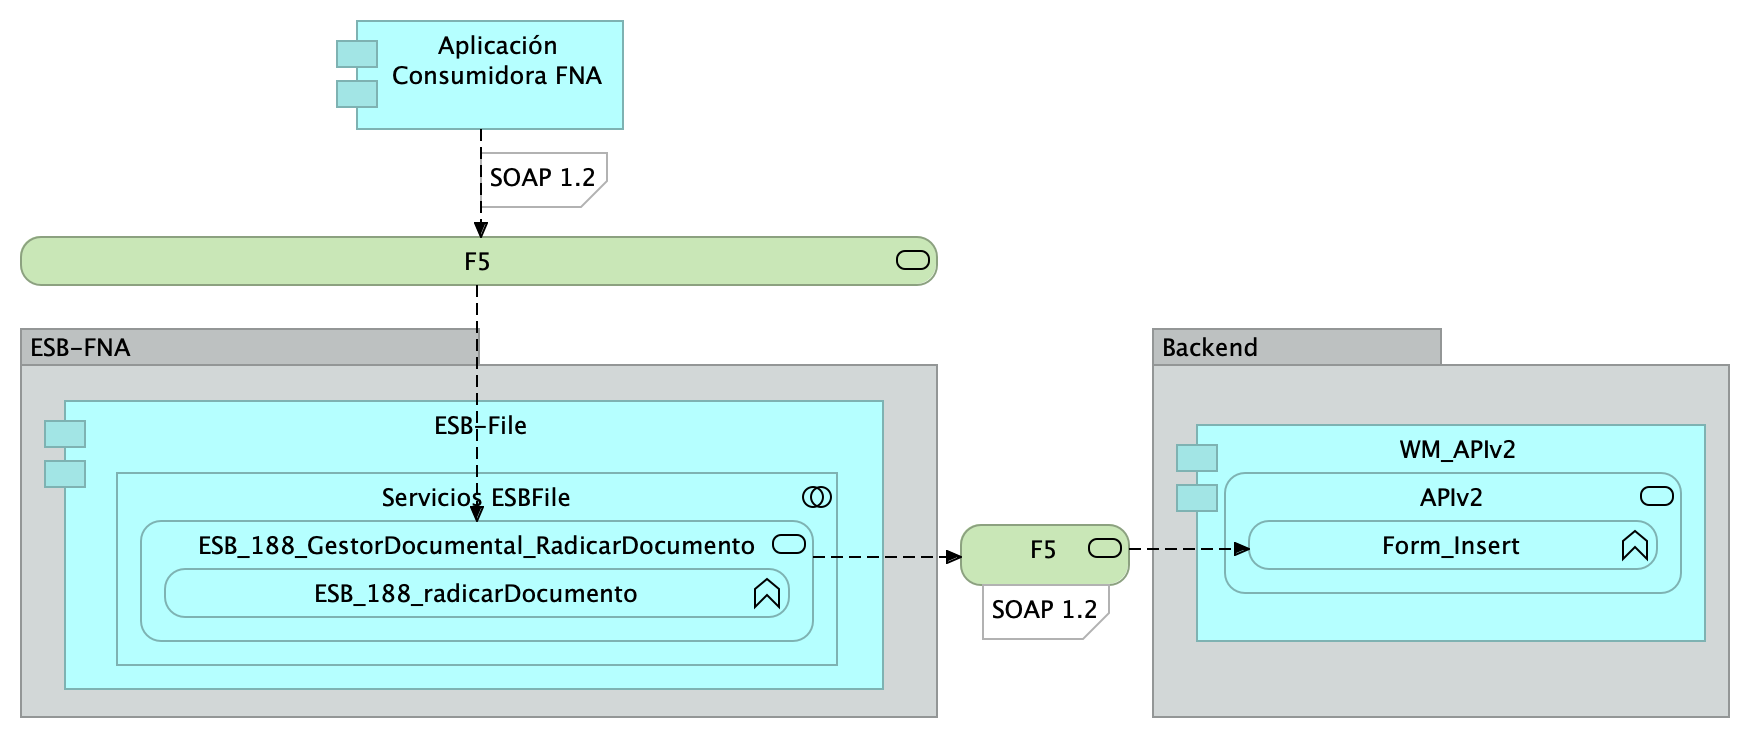 Aplicación
Consumidora FNA
SOAP 1.2
F5
ESB-FNA
ESB-File
Servicios ESBFile
ESB_188_GestorDocumental_RadicarDocumento
ESB_188_radicarDocumento
F5
SOAP 1.2
Backend
WM_APIv2
APIv2
Form_Insert